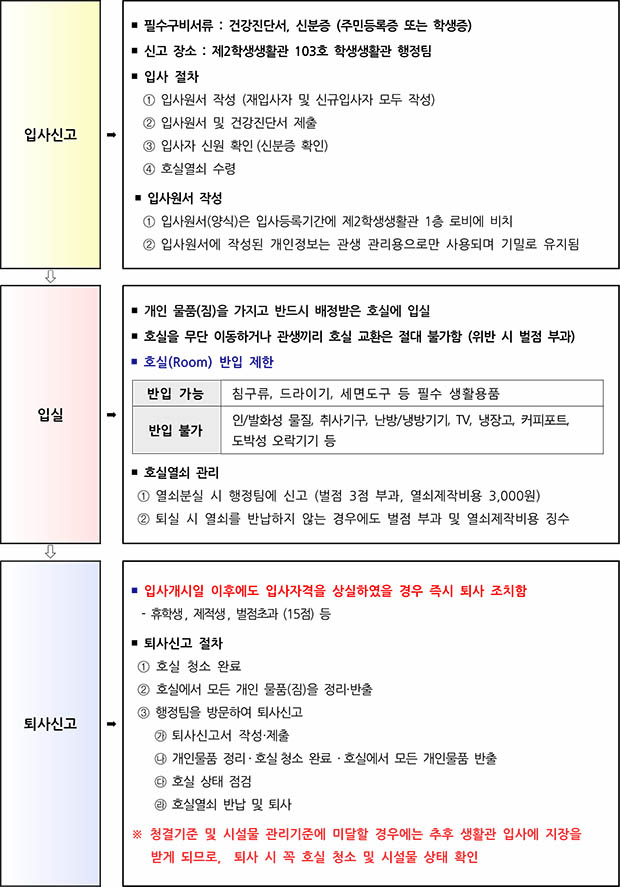 입사신고
■ 필수구비서류 : 건강진단서, 신분증 (주민등록증 또는 학생증)
■ 신고 장소 : 제2학생생활관 103호 학생생활관 행정팀
■ 입사 절차
① 입사원서 작성 (재입사자 및 신규입사자 모두 작성)
② 입사원서 및 건강진단서 제출
③ 입사자 신원 확인 (신분증 확인)
④ 호실열쇠 수령
■ 입사원서 작성
① 입사원서(양식)은 입사등록기간에 제2학생생활관 1층 로비에 비치
② 입사원서에 작성된 개인정보는 관생 관리용으로만 사용되며 기밀로 유지됨
입실
■ 개인 물품(짐)을 가지고 반드시 배정받은 호실에 입실
■ 호실을 무단 이동하거나 관생끼리 호실 교환은 절대 불가함 (위반 시 벌점 부과)
■ 호실(Room) 반입 제한
반입 가능 침구류, 드라이기, 세면도구 등 필수 생활용품
반입 불가 인/발화성 물질, 취사기구, 난방/냉방기기, TV, 냉장고, 커피포트,
도박성 오락기기 등
■ 호실열쇠 관리
① 열쇠분실 시 행정팀에 신고 (벌점 3점 부과, 열쇠제작비용 3,000원)
② 퇴실 시 열쇠를 반납하지 않는 경우에도 벌점 부과 및 열쇠제작비용 징수
퇴사신고
■ 입사개시일 이후에도 입사자격을 상실하였을 경우 즉시 퇴사 조치함
- 휴학생, 제적생, 벌점초과 (15점) 등
■ 퇴사신고 절차
① 호실 청소 완료
② 호실에서 모든 개인 물품(짐)을 정리·반출
③ 행정팀을 방문하여 퇴사신고
㉮ 퇴사신고서 작성·제출
㉯ 개인물품 정리 · 호실 청소 완료 · 호실에서 모든 개인물품 반출
㉰ 호실 상태 점검
㉱ 호실열쇠 반납 및 퇴사
※ 청결기준 및 시설물 관리기준에 미달할 경우에는 추후 생활관 입사에 지장을
받게 되므로, 퇴사 시 꼭 호실 청소 및 시설물 상태 확인